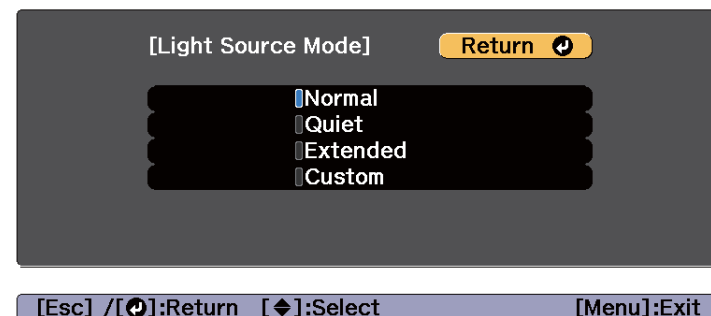 [Light Source Mode] Return
Normal
Quiet
Extended
Custom
[Esc] /[]:Return []:Select [Menu]:Exit